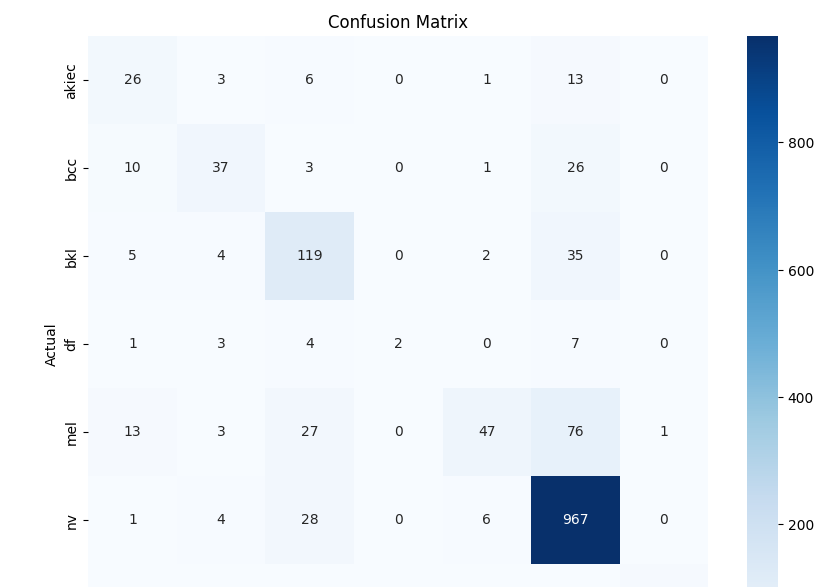 Confusion Matrix
akiec 26 3 6 0 1 13 0
bcc 10 37 3 0 1 26 0
800
bkl 5 4 119 0 2 35 0
600
Actual
df 1 3 4 2 0 7 0
400
mel 13 3 27 0 47 76 1
nv 1 4 28 0 6 967 0
200